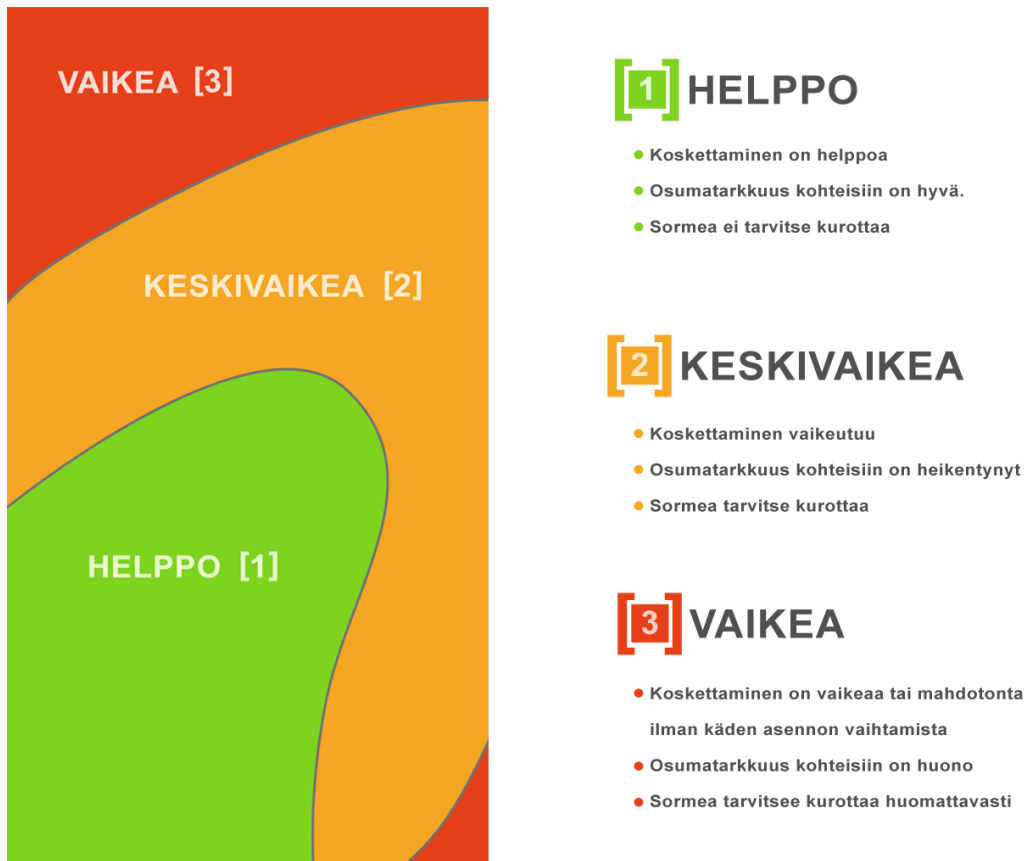 VAIKEA [3]
KESKIVAIKEA [2]
HELPPO [1]
[1] HELPPO
Koskettaminen on helppoa
Osumatarkkuus kohteisiin on hyvä.
Sormea ei tarvitse kurottaa
[2] KESKIVAIKEA
Koskettaminen vaikeutuu
Osumatarkkuus kohteisiin on heikentynyt
Sormea tarvitse kurottaa
[3] VAIKEA
Koskettaminen on vaikeaa tai mahdotonta
ilman käden asennon vaihtamista
Osumatarkkuus kohteisiin on huono
Sormea tarvitsee kurottaa huomattavasti